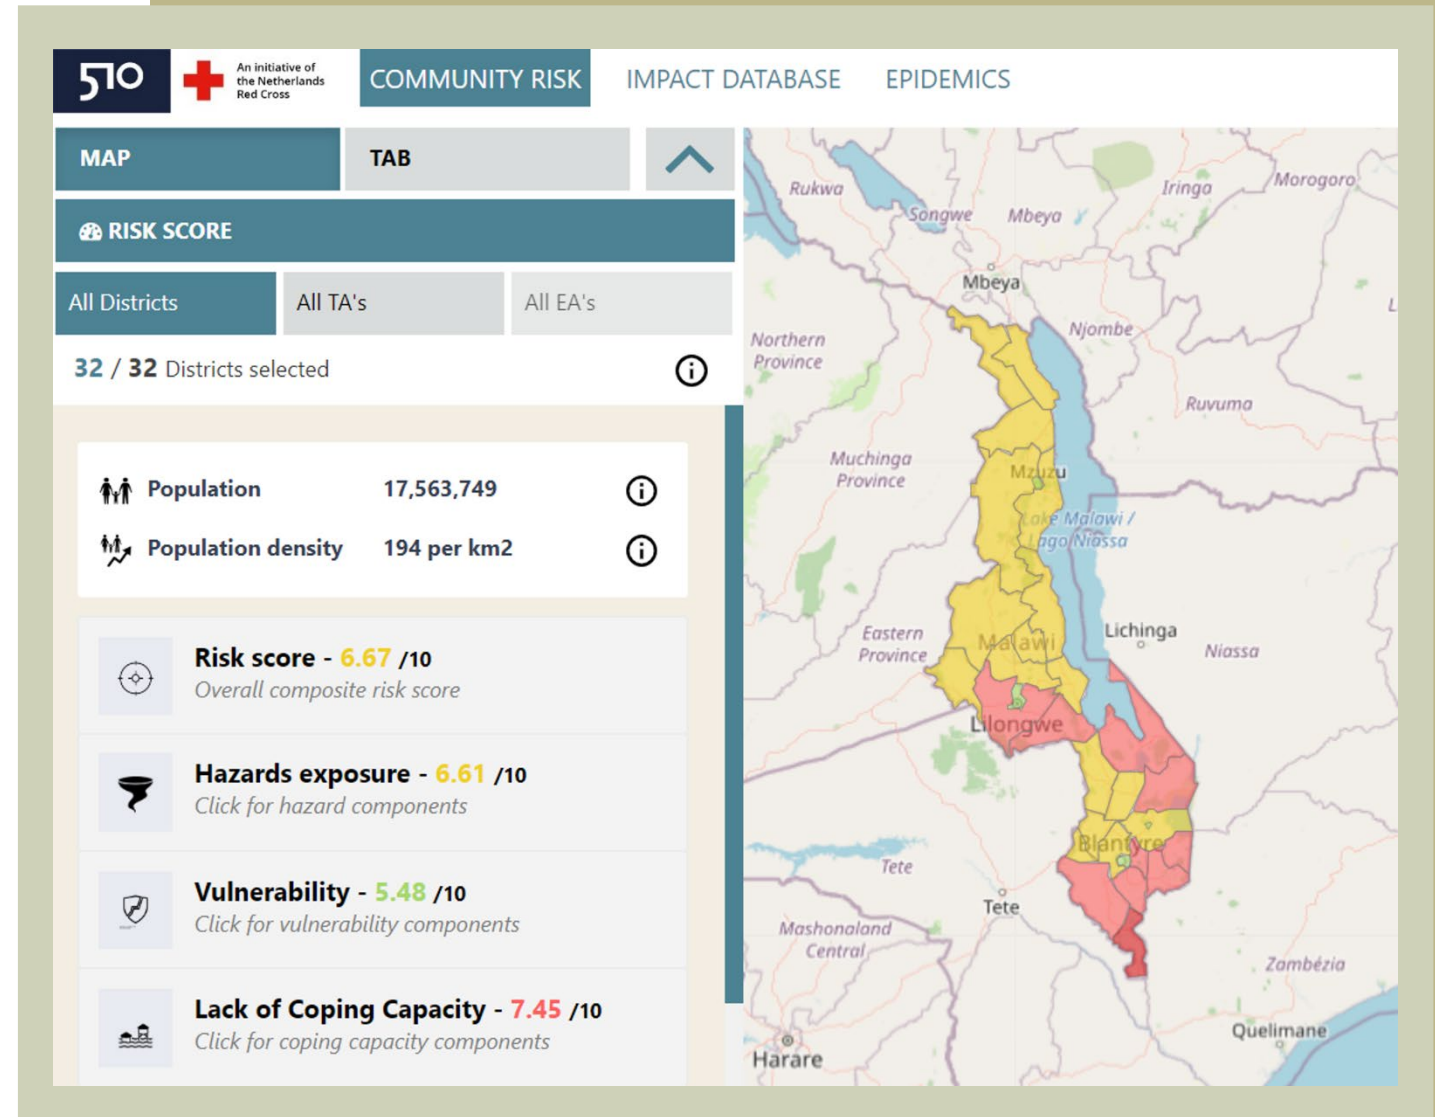 510
An initiative of
the Netherlands
Red Cross
COMMUNITY RISK
IMPACT DATABASE
EPIDEMICS
MAP
TAB
RISK SCORE
All Districts
All TA's
All EA's
32 / 32 Districts selected
Population 17,563,749
Population density 194 per km2
Risk score - 6.67 /10
Overall composite risk score
Hazards exposure - 6.61 /10
Click for hazard components
Vulnerability - 5.48 /10
Click for vulnerability components
Lack of Coping Capacity - 7.45 /10
Click for coping capacity components
Rukwa
Songwe
Mbeya
Iringa
Morogoro
Mbeya
Njombe
L
Northern
Province
Ruvuma
Muchinga
Province
Mzuzu
Lake Malawi /
Lago Niassa
Eastern
Province
Malawi
Lichinga
Niassa
Lilongwe
Blantyre
Tete
Tete
Mashonaland
Central
Zambézia
Quelimane
Harare